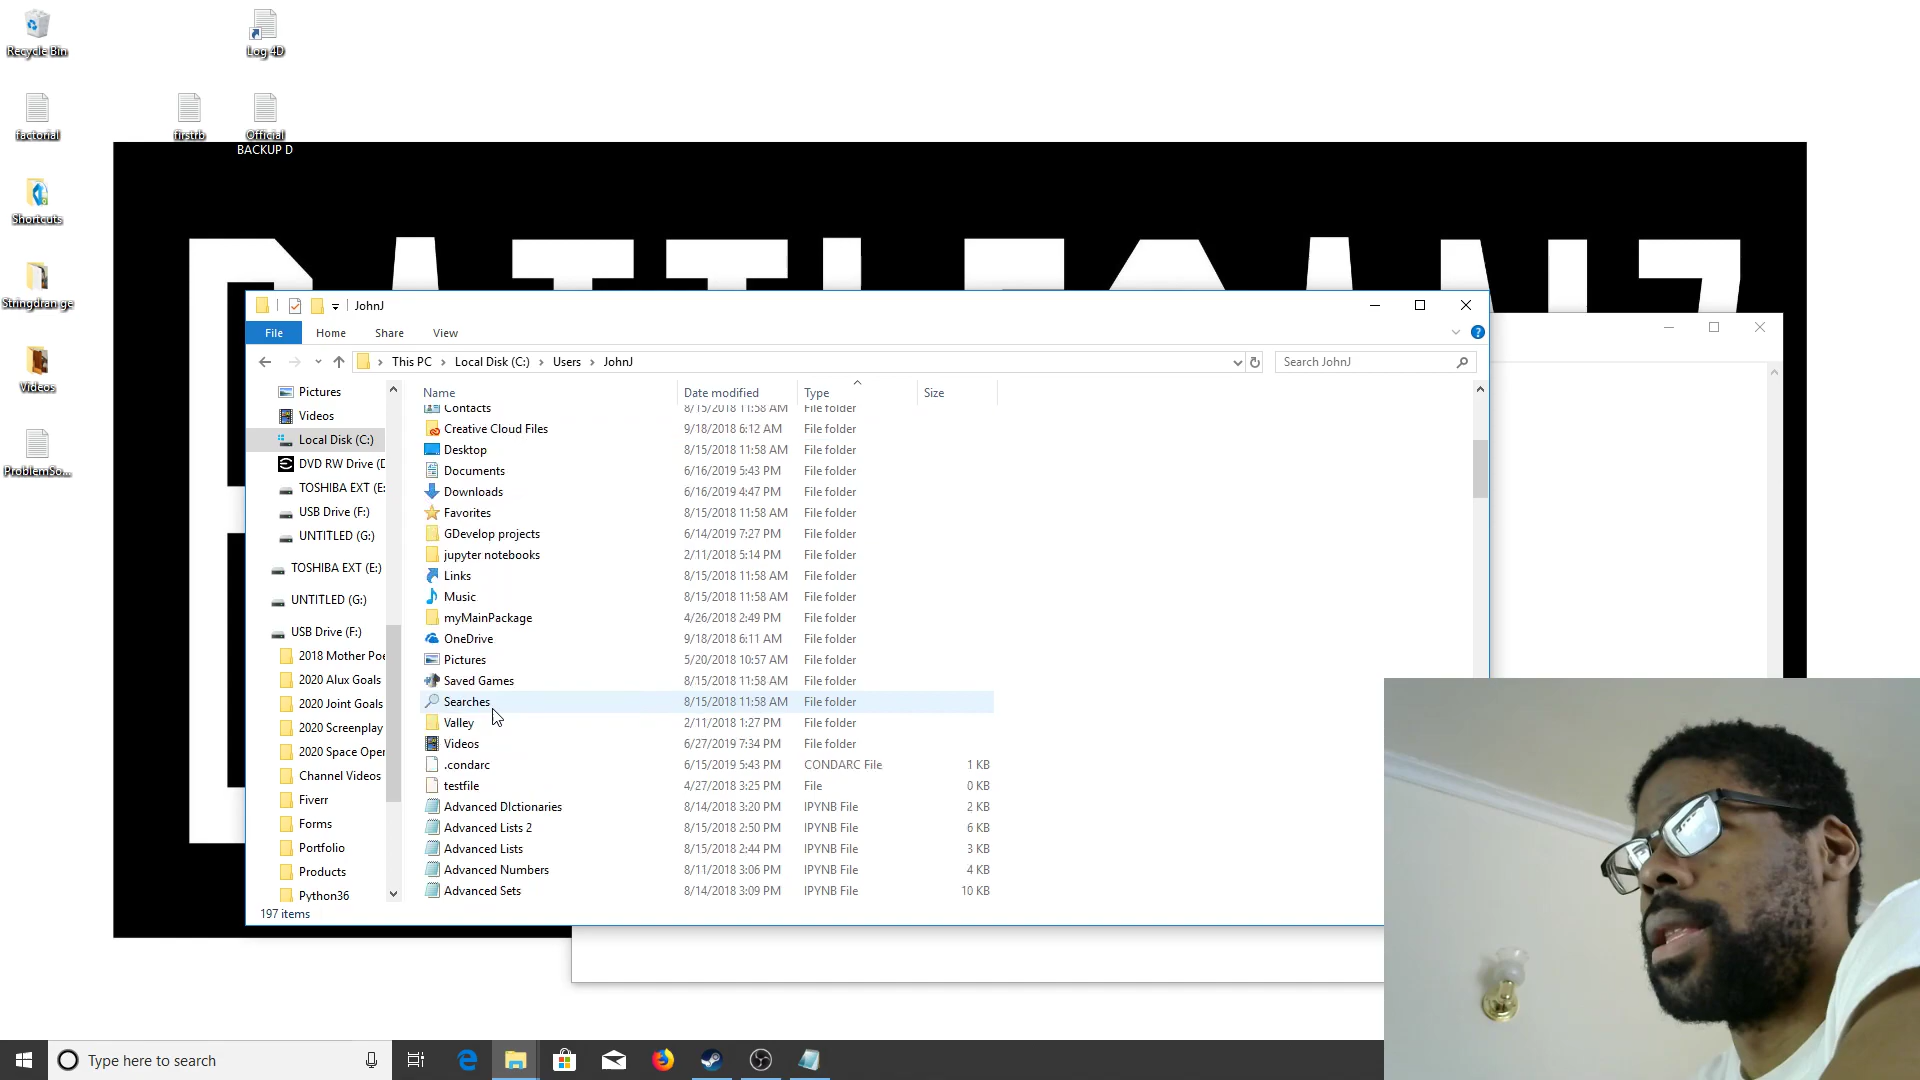 Recycle Bin
Log 4D
factorial
firstrb
Official
BACKUP D
Shortcuts
Stringdran ge
Videos
ProblemSo...
JohnJ
File
Home
Share
View
This PC > Local Disk (C:) > Users > JohnJ
Search JohnJ
Name
Date modified
Type
Size
Pictures
Videos
Local Disk (C:)
DVD RW Drive (D
TOSHIBA EXT (E:
USB Drive (F:)
UNTITLED (G:)
TOSHIBA EXT (E:)
UNTITLED (G:)
USB Drive (F:)
2018 Mother Poe
2020 Alux Goals
2020 Joint Goals
2020 Screenplay
2020 Space Oper
Channel Videos
Fiverr
Forms
Portfolio
Products
Python36
Contacts 8/15/2018 11:58 AM File folder
Creative Cloud Files 9/18/2018 6:12 AM File folder
Desktop 8/15/2018 11:58 AM File folder
Documents 6/16/2019 5:43 PM File folder
Downloads 6/16/2019 4:47 PM File folder
Favorites 8/15/2018 11:58 AM File folder
GDevelop projects 6/14/2019 7:27 PM File folder
jupyter notebooks 2/11/2018 5:14 PM File folder
Links 8/15/2018 11:58 AM File folder
Music 8/15/2018 11:58 AM File folder
myMainPackage 4/26/2018 2:49 PM File folder
OneDrive 9/18/2018 6:11 AM File folder
Pictures 5/20/2018 10:57 AM File folder
Saved Games 8/15/2018 11:58 AM File folder
Searches 8/15/2018 11:58 AM File folder
Valley 2/11/2018 1:27 PM File folder
Videos 6/27/2019 7:34 PM File folder
.condarc 6/15/2019 5:43 PM CONDARC File 1 KB
testfile 4/27/2018 3:25 PM File 0 KB
Advanced DIctionaries 8/14/2018 3:20 PM IPYNB File 2 KB
Advanced Lists 2 8/15/2018 2:50 PM IPYNB File 6 KB
Advanced Lists 8/15/2018 2:44 PM IPYNB File 3 KB
Advanced Numbers 8/11/2018 3:06 PM IPYNB File 4 KB
Advanced Sets 8/14/2018 3:09 PM IPYNB File 10 KB
197 items
Type here to search